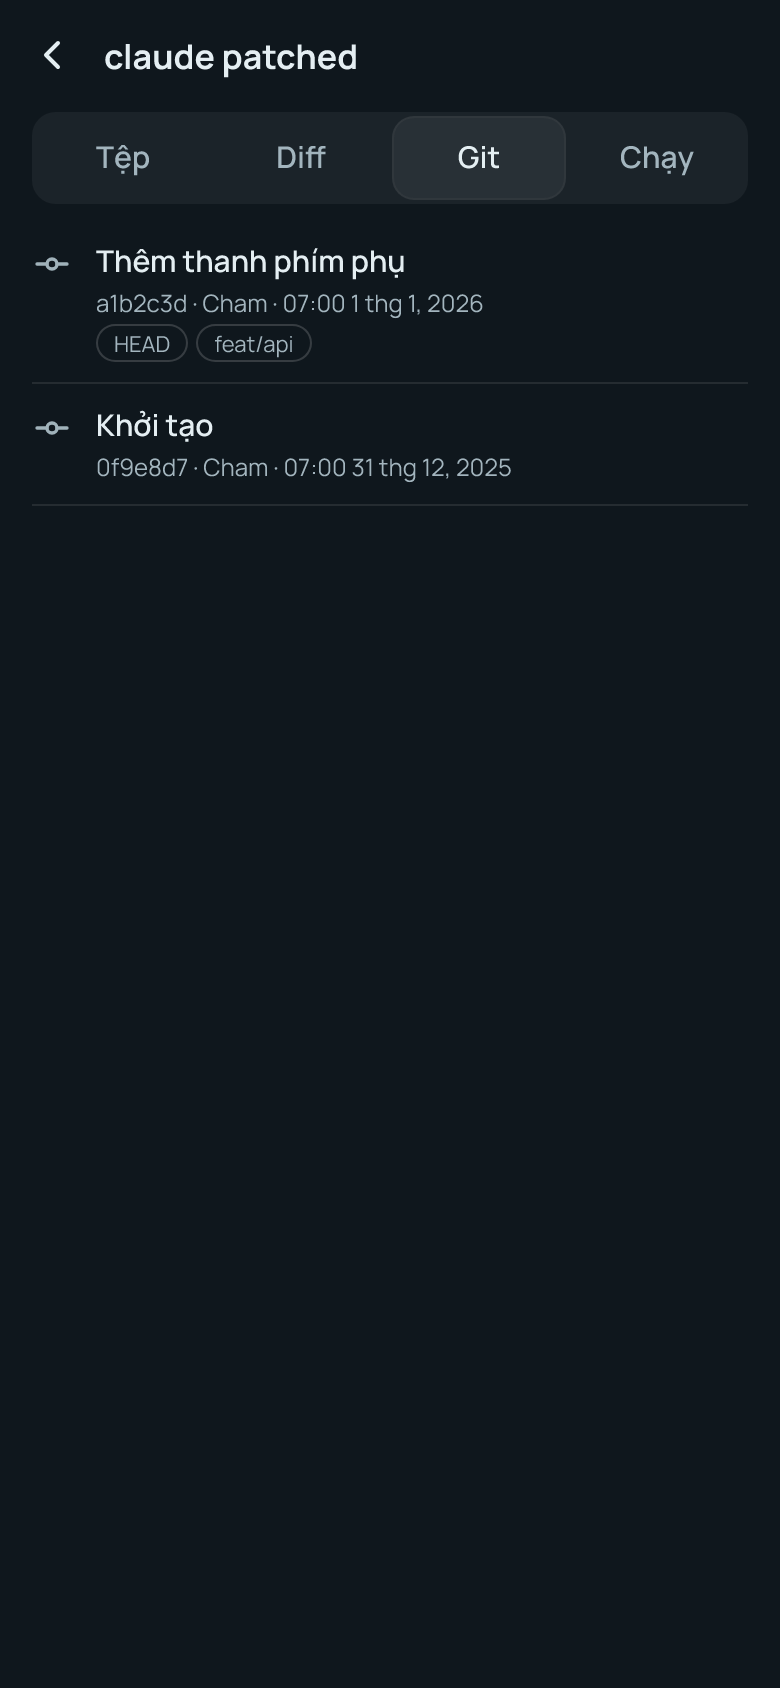 claude patched
Tệp Diff Git Chạy
Thêm thanh phím phụ
a1b2c3d · Cham · 07:00 1 thg 1, 2026
HEAD feat/api
Khởi tạo
0f9e8d7 · Cham · 07:00 31 thg 12, 2025